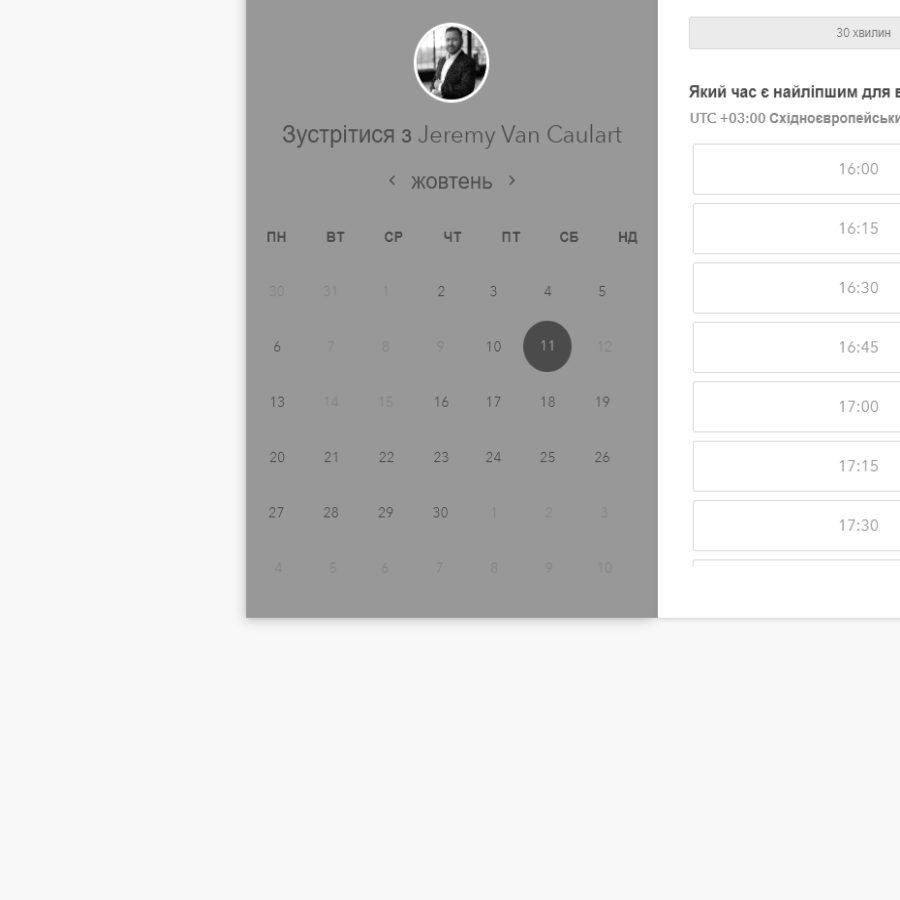 Зустрітися з Jeremy Van Caulart
жовтень
ПН ВТ СР ЧТ ПТ СБ НД
30 31 1 2 3 4 5
6 7 8 9 10 11 12
13 14 15 16 17 18 19
20 21 22 23 24 25 26
27 28 29 30 1 2 3
4 5 6 7 8 9 10
30 хвилин
Який час є найліпшим для в
UTC +03:00 Східноєвропейськи
16:00
16:15
16:30
16:45
17:00
17:15
17:30